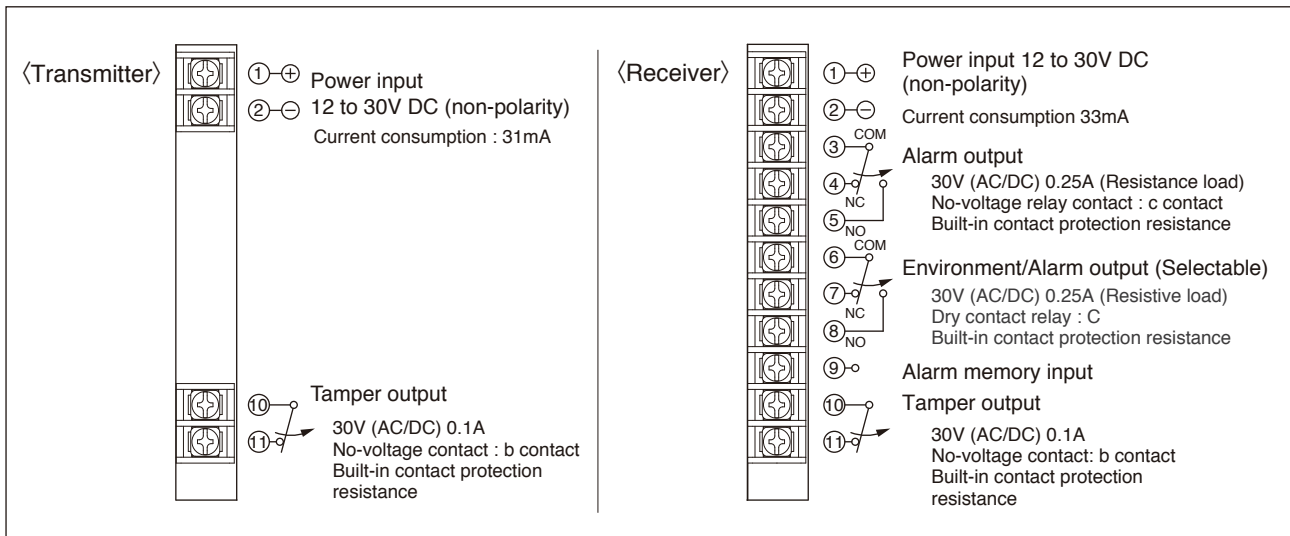 〈Transmitter〉
①
⊕
Power input
②
⊖
12 to 30V DC (non-polarity)
Current consumption : 31mA
⑩
Tamper output
⑪
30V (AC/DC) 0.1A
No-voltage contact : b contact
Built-in contact protection
resistance
〈Receiver〉
①
⊕
Power input 12 to 30V DC
(non-polarity)
②
⊖
Current consumption 33mA
③
COM
Alarm output
④
NC
30V (AC/DC) 0.25A (Resistance load)
No-voltage relay contact : c contact
⑤
NO
Built-in contact protection resistance
⑥
COM
Environment/Alarm output (Selectable)
⑦
NC
30V (AC/DC) 0.25A (Resistive load)
Dry contact relay : C
⑧
NO
Built-in contact protection resistance
⑨
Alarm memory input
⑩
Tamper output
⑪
30V (AC/DC) 0.1A
No-voltage contact: b contact
Built-in contact protection
resistance